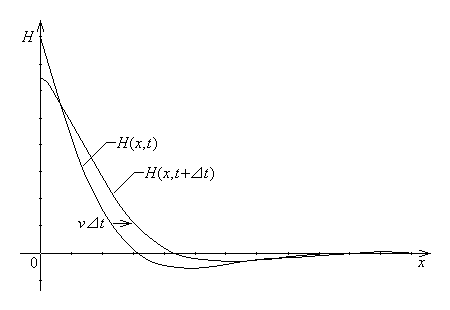 H
H(x,t)
H(x,t+Δt)
vΔt
0
x